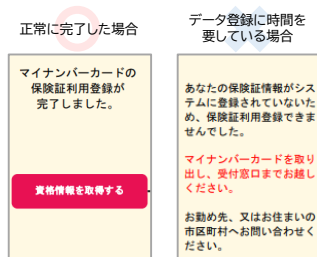 正常に完了した場合
マイナンバーカードの
保険証利用登録が
完了しました。
資格情報を取得する
データ登録に時間を
要している場合
あなたの保険証情報がシス
テムに登録されていないた
め、保険証利用登録できま
せんでした。
マイナンバーカードを取り
出し、受付窓口までお越し
ください。
お勤め先、又はお住まいの
市区町村へお問い合わせく
ださい。